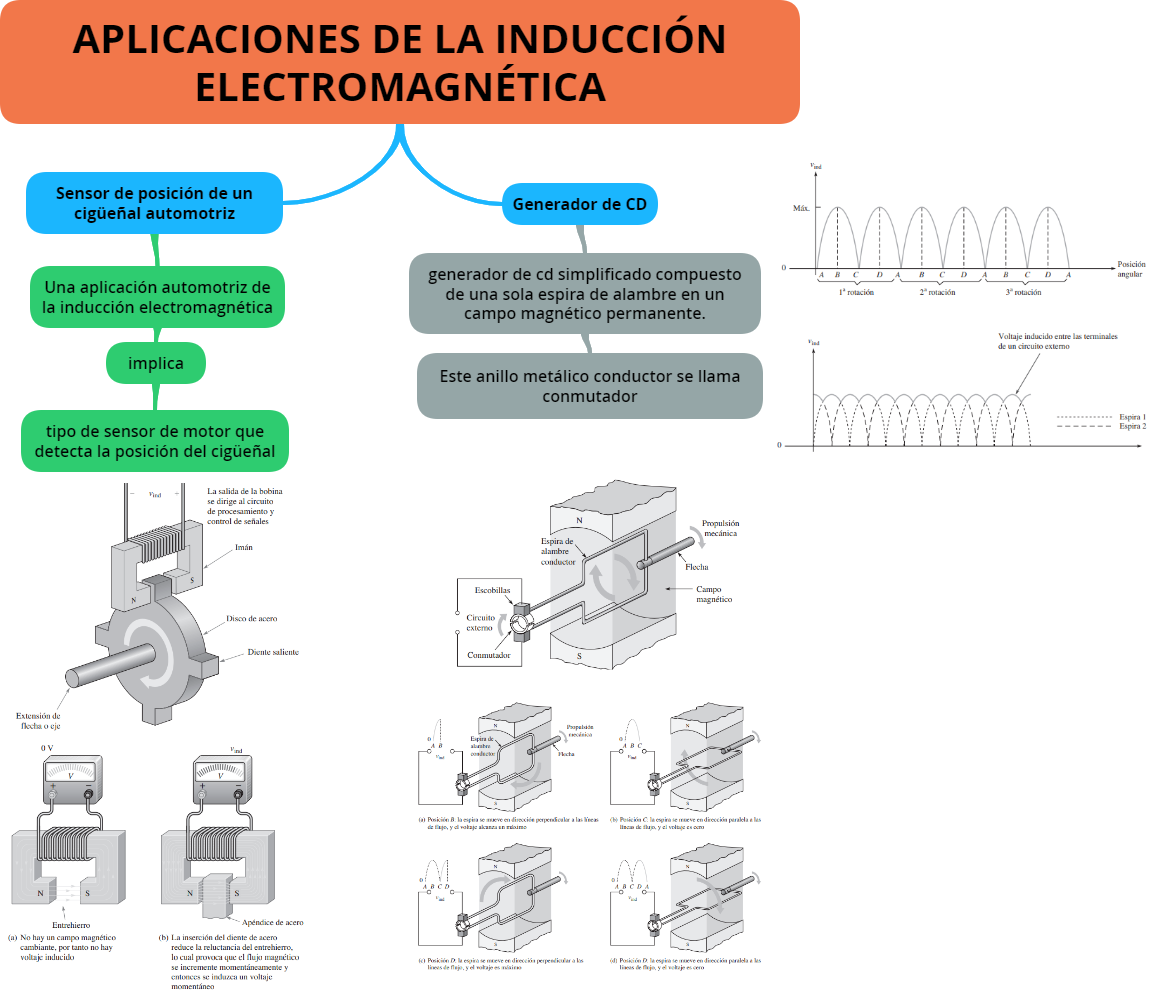 APLICACIONES DE LA INDUCCIÓN
ELECTROMAGNÉTICA
Sensor de posición de un
cigüeñal automotriz
Una aplicación automotriz de
la inducción electromagnética
implica
tipo de sensor de motor que
detecta la posición del cigüeñal
Generador de CD
generador de cd simplificado compuesto
de una sola espira de alambre en un
campo magnético permanente.
Este anillo metálico conductor se llama
conmutador
vind
Máx.
0
A B C D A B C D A B C D A
Posición
angular
1ª rotación 2ª rotación 3ª rotación
Voltaje inducido entre las terminales
de un circuito externo
vind
Espira 1
Espira 2
0
− vind +
La salida de la bobina
se dirige al circuito
de procesamiento y
control de señales
Imán
S
N
Disco de acero
Diente saliente
Extensión de
flecha o eje
0 V
V
+ −
N S
Entrehierro
(a) No hay un campo magnético
cambiante, por tanto no hay
voltaje inducido
vind
V
+ −
N S
Apéndice de acero
(b) La inserción del diente de acero
reduce la reluctancia del entrehierro,
lo cual provoca que el flujo magnético
se incremente momentáneamente y
entonces se induzca un voltaje
momentáneo
N
Propulsión
mecánica
Espira de
alambre
conductor
Flecha
Escobillas
Campo
magnético
Circuito
externo
Conmutador
S
0
A B
vind
N
Espira de
alambre
conductor
Propulsión
mecánica
Flecha
S
(a) Posición B: la espira se mueve en dirección perpendicular a las líneas
de flujo, y el voltaje alcanza un máximo
0
A B C
vind
N
S
(b) Posición C: la espira se mueve en dirección paralela a las
líneas de flujo, y el voltaje es cero
0
A B C D
vind
N
S
(c) Posición D: la espira se mueve en dirección perpendicular a las
líneas de flujo, y el voltaje es máximo
0
A B C D A
vind
N
S
(d) Posición D: la espira se mueve en dirección paralela a las
líneas de flujo, y el voltaje es cero